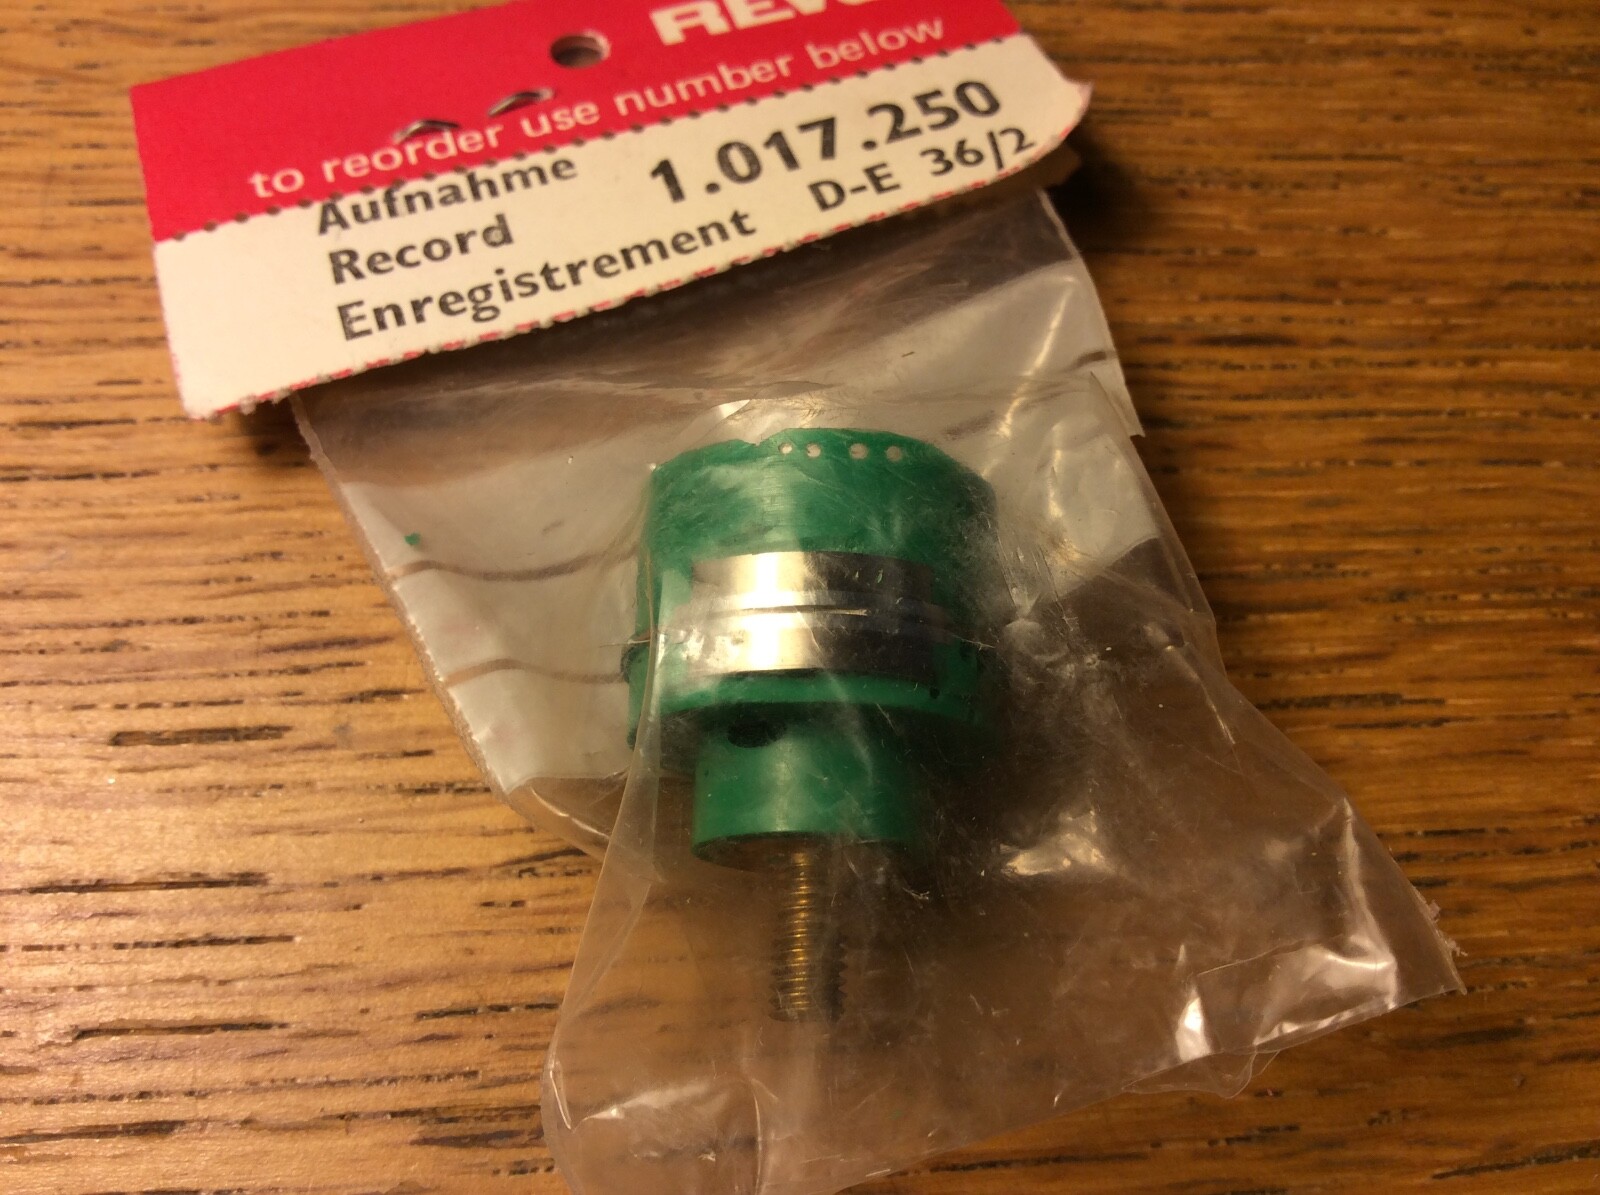 to reorder use number below
Aufnahme 1.017.250
Record D-E 36/2
Enregistrement